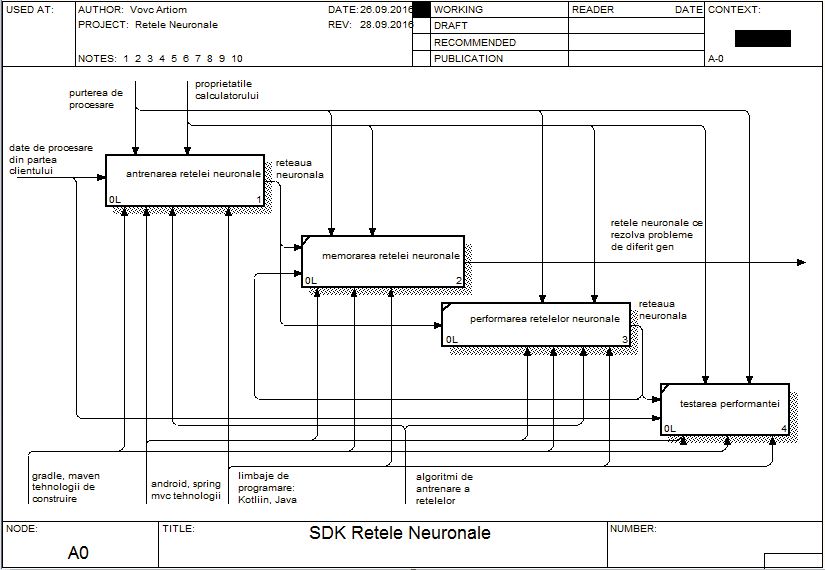 USED AT:
AUTHOR: Vovc Artiom
DATE: 26.09.2016
WORKING
READER
DATE
CONTEXT:
PROJECT: Retele Neuronale
REV: 28.09.2016
DRAFT
RECOMMENDED
NOTES: 1 2 3 4 5 6 7 8 9 10
PUBLICATION
A-0
purterea de
procesare
proprietatile
calculatorului
date de procesare
din partea
clientului
antrenarea retelei neuronale
0L
1
reteaua
neuronala
memorarea retelei neuronale
0L
2
retele neuronale ce
rezolva probleme
de diferit gen
performarea retelelor neuronale
0L
3
reteaua
neuronala
testarea performantei
0L
4
gradle, maven
tehnologii de
construire
android, spring
mvc tehnologii
limbaje de
programare:
Kotliin, Java
algoritmi de
antrenare a
retelelor
NODE:
A0
TITLE:
SDK Retele Neuronale
NUMBER: